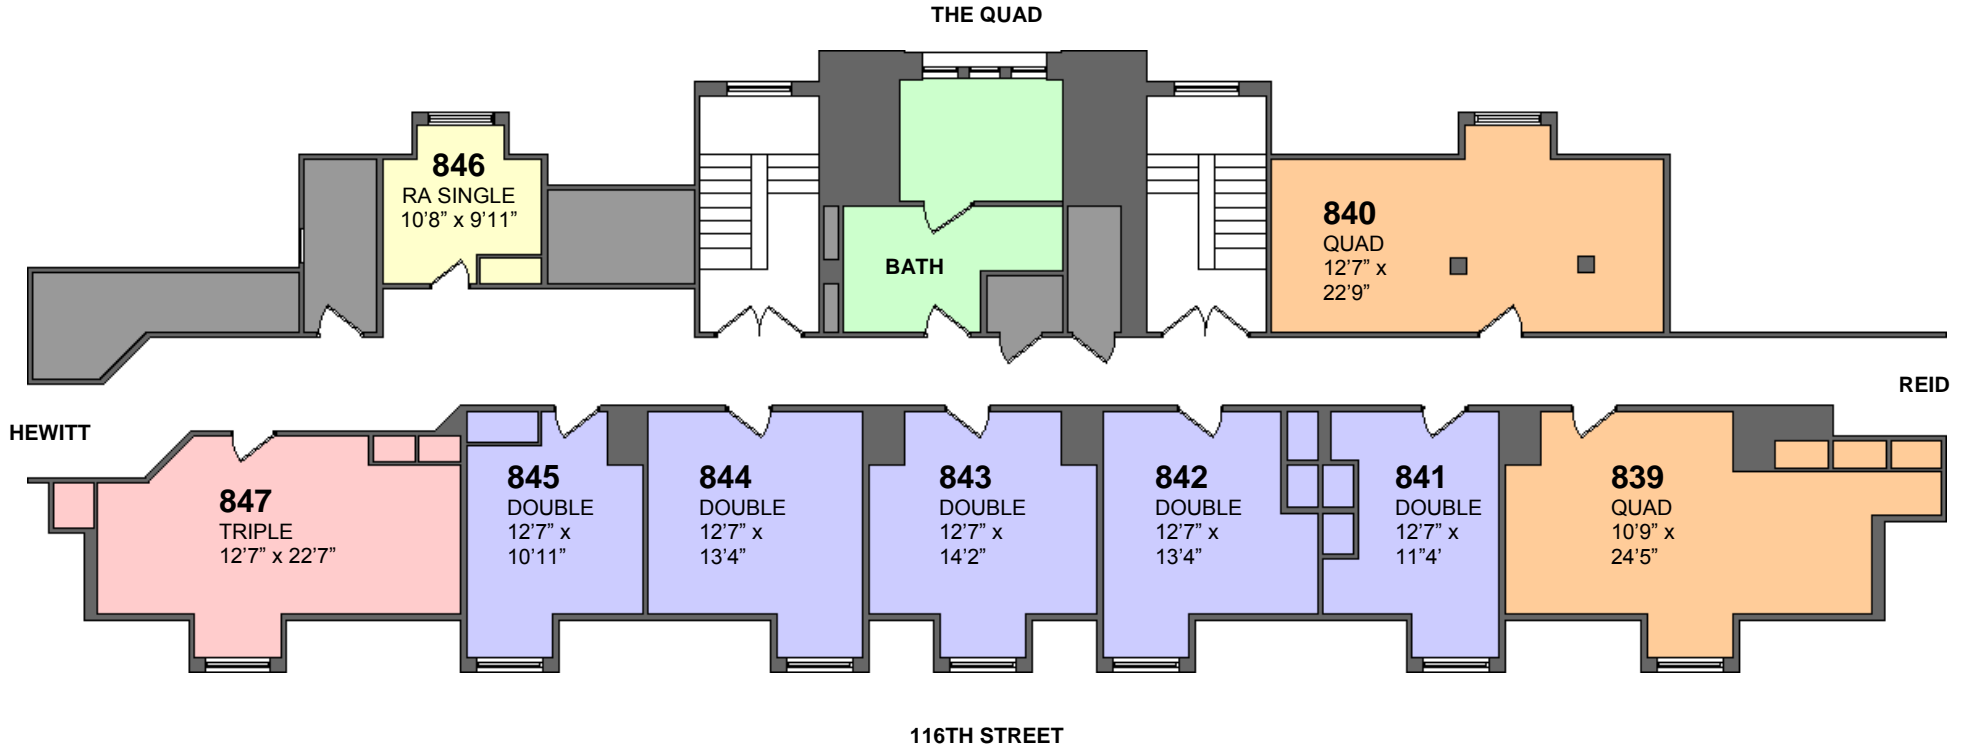 THE QUAD
846
RA SINGLE
10’8” x 9’11”
840
QUAD
12’7” x
22’9”
BATH
REID
HEWITT
847
TRIPLE
12’7” x 22’7”
845
DOUBLE
12’7” x
10’11”
844
DOUBLE
12’7” x
13’4”
843
DOUBLE
12’7” x
14’2”
842
DOUBLE
12’7” x
13’4”
841
DOUBLE
12’7” x
11”4’
839
QUAD
10’9” x
24’5”
116TH STREET